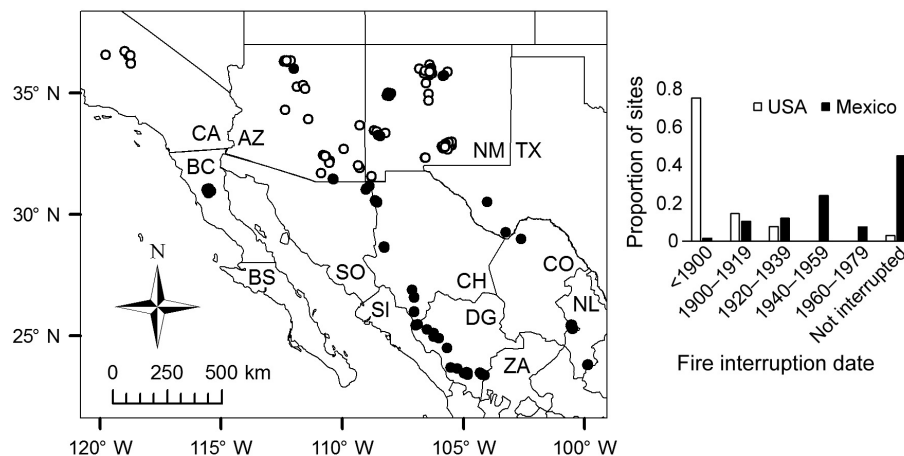 35° N
30° N
25° N
CA
AZ
NM
TX
BC
BS
SO
SI
CH
CO
DG
NL
ZA
N
0 250 500 km
120° W 115° W 110° W 105° W 100° W
Proportion of sites
0.8
0.6
0.4
0.2
0
USA Mexico
<1900
1900–1919
1920–1939
1940–1959
1960–1979
Not interrupted
Fire interruption date